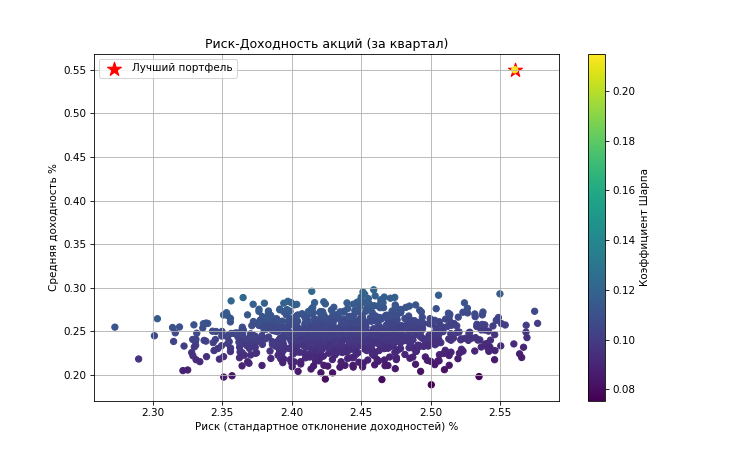 Риск-Доходность акций (за квартал)
Лучший портфель
Средняя доходность %
0.55
0.50
0.45
0.40
0.35
0.30
0.25
0.20
2.30 2.35 2.40 2.45 2.50 2.55
Риск (стандартное отклонение доходностей) %
0.20
0.18
0.16
0.14
0.12
0.10
0.08
Коэффициент Шарпа